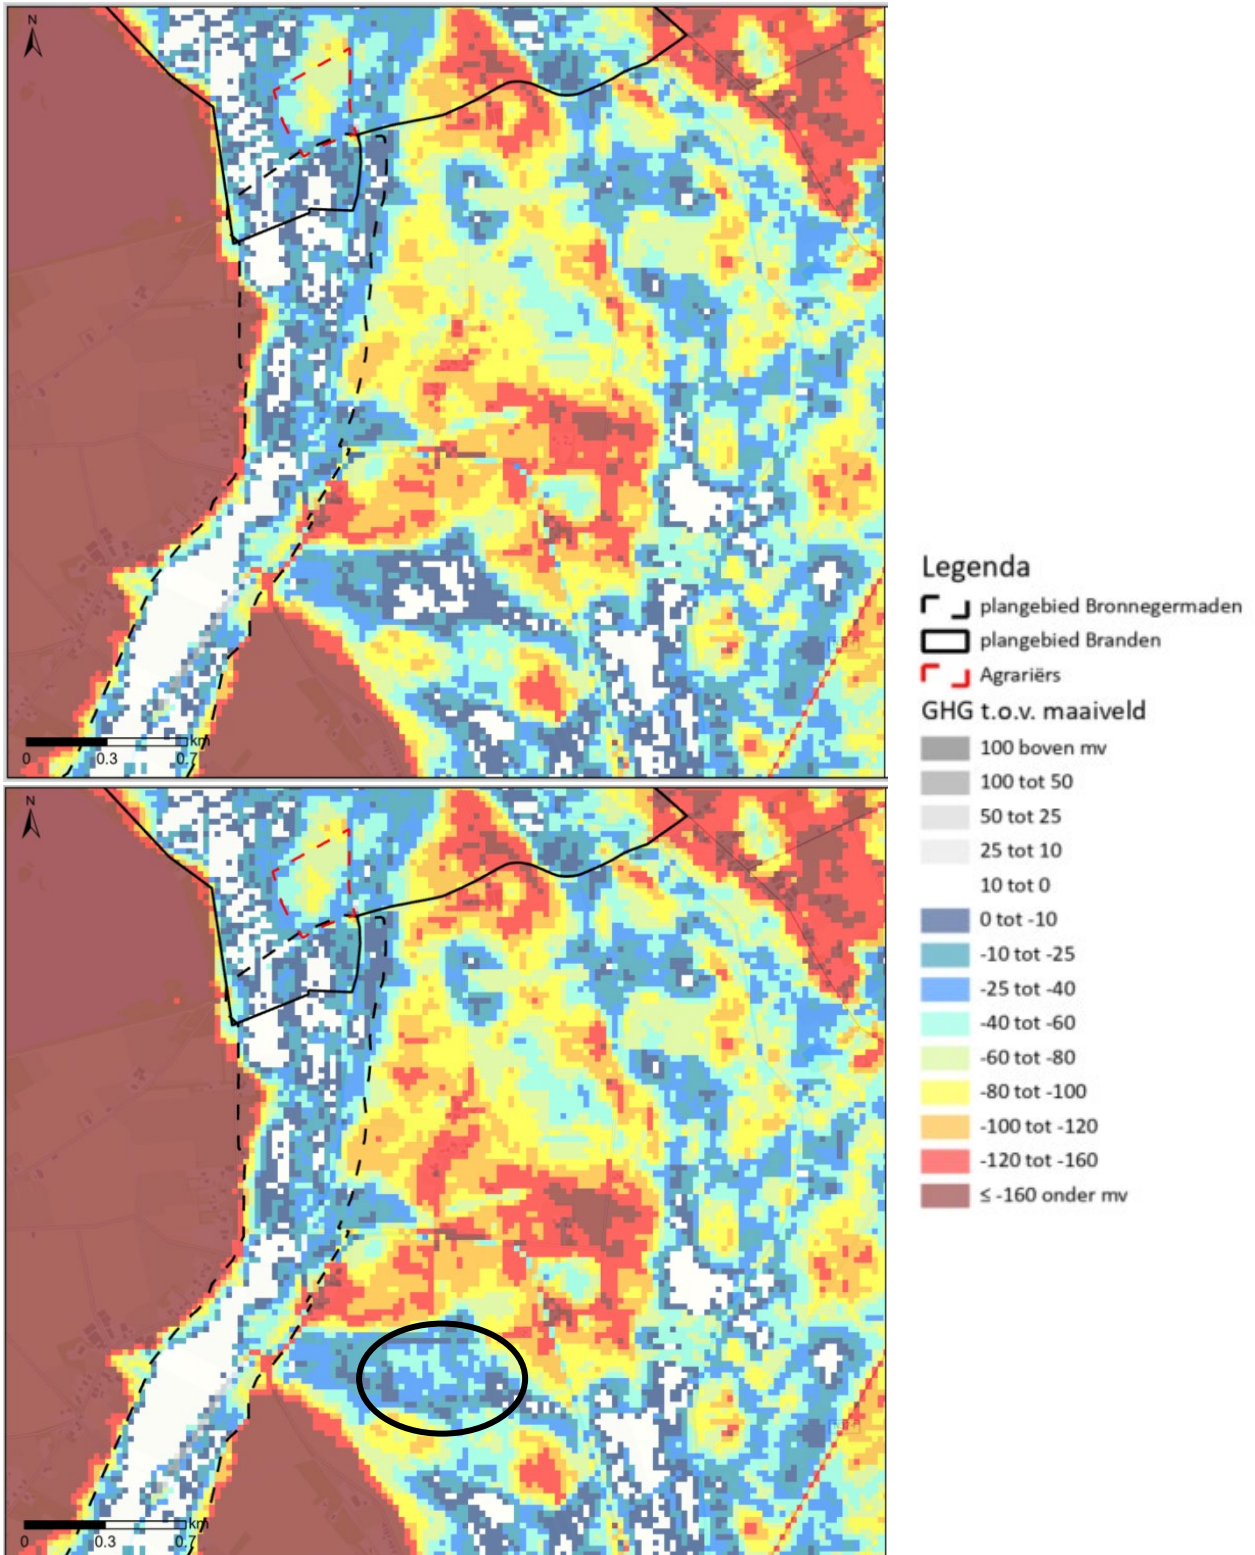 N
0 0.3 0.7 km
N
0 0.3 0.7 km
Legenda
plangebied Bronnegermaden
plangebied Branden
Agrariërs
GHG t.o.v. maaiveld
100 boven mv
100 tot 50
50 tot 25
25 tot 10
10 tot 0
0 tot -10
-10 tot -25
-25 tot -40
-40 tot -60
-60 tot -80
-80 tot -100
-100 tot -120
-120 tot -160
≤ -160 onder mv